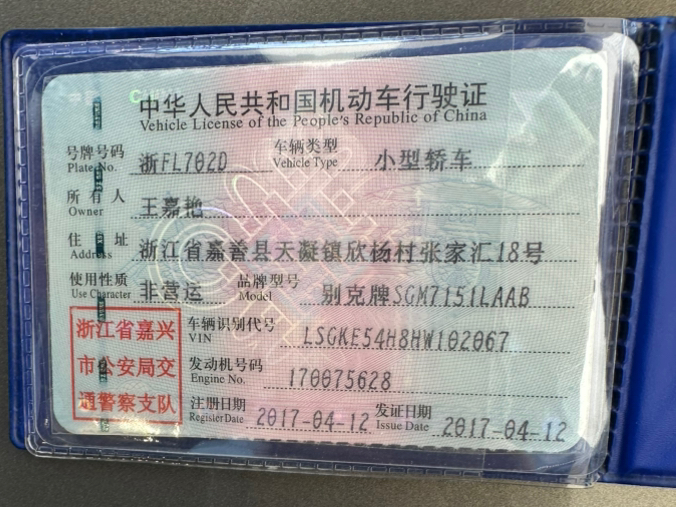 中华人民共和国机动车行驶证
Vehicle License of the People's Republic of China
号牌号码 浙FL702D 车辆类型 小型轿车
Plate No. Vehicle Type
所有人 王嘉艳
Owner
住址 浙江省嘉善县天凝镇欣杨村张家汇18号
Address
使用性质 非营运 品牌型号 别克牌SGM7151LAAB
Use Character Model
浙江省嘉兴
市公安局交
通警察支队
车辆识别代号 LSGKE54H8HW102067
VIN
发动机号码 170075628
Engine No.
注册日期 2017-04-12 发证日期 2017-04-12
Register Date Issue Date